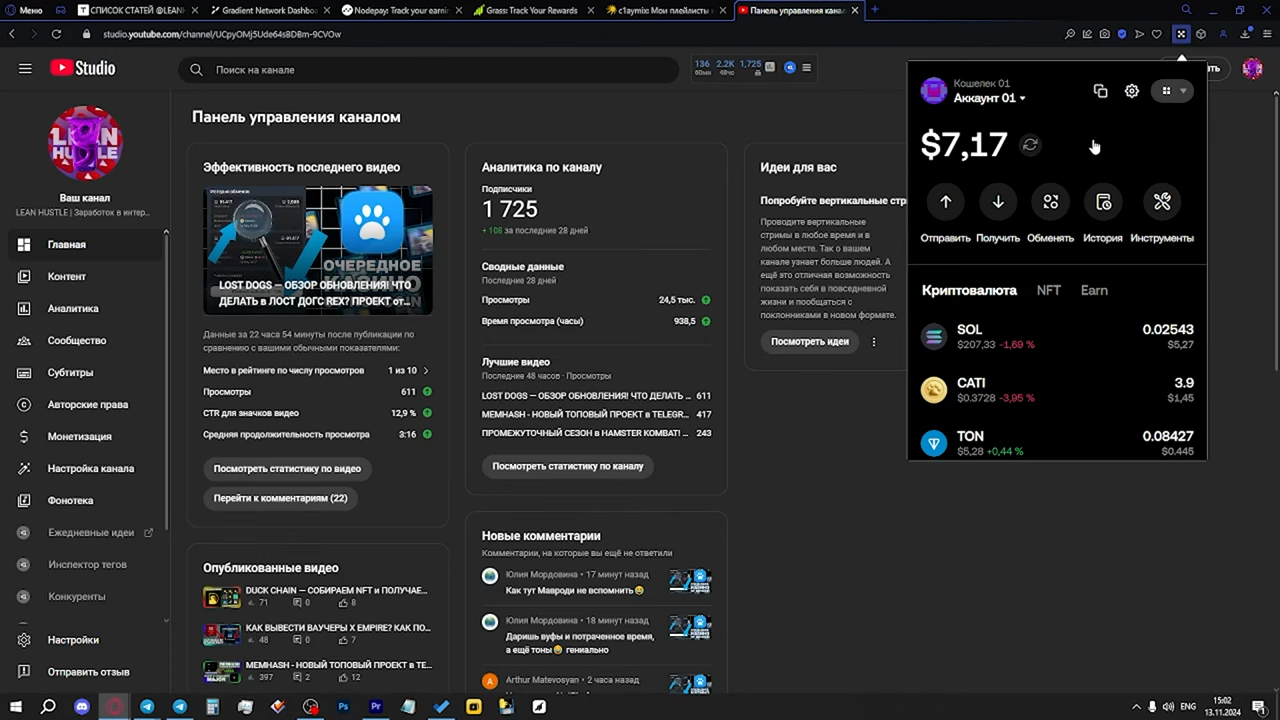 Меню
СПИСОК СТАТЕЙ @LEAN
Gradient Network Dashbo
Nodepay: Track your earni
Grass: Track Your Rewards
c1aymix: Мои плейлисты
Панель управления кана
studio.youtube.com/channel/UCpyOMj5Ude64sBDBm-9CVOw
Studio
Поиск на канале
136 2.2K 1,725
60мн 48чс
LEAN HUSTLE
Ваш канал
LEAN HUSTLE | Заработок в интер...
Главная
Контент
Аналитика
Сообщество
Субтитры
Авторские права
Монетизация
Настройка канала
Фонотека
Ежедневные идеи
Инспектор тегов
Конкуренты
Настройки
Отправить отзыв
Панель управления каналом
Эффективность последнего видео
ОЧЕРЕДНОЕ
КАЗИНО
LOST DOGS — ОБЗОР ОБНОВЛЕНИЯ! ЧТО
ДЕЛАТЬ в ЛОСТ ДОГС REX? ПРОЕКТ от...
Данные за 22 часа 54 минуты после публикации по
сравнению с вашими обычными показателями:
Место в рейтинге по числу просмотров 1 из 10
Просмотры 611
CTR для значков видео 12,9 %
Средняя продолжительность просмотра 3:16
Посмотреть статистику по видео
Перейти к комментариям (22)
Опубликованные видео
DUCK CHAIN — СОБИРАЕМ NFT и ПОЛУЧАЕ...
71 0 8
КАК ВЫВЕСТИ ВАУЧЕРЫ X EMPIRE? КАК ПО...
48 0 7
MEMHASH - НОВЫЙ ТОПОВЫЙ ПРОЕКТ в TE...
397 2 12
Аналитика по каналу
Подписчики
1 725
+ 108 за последние 28 дней
Сводные данные
Последние 28 дней
Просмотры 24,5 тыс.
Время просмотра (часы) 938,5
Лучшие видео
Последние 48 часов · Просмотры
LOST DOGS — ОБЗОР ОБНОВЛЕНИЯ! ЧТО ДЕЛАТЬ ... 611
MEMHASH - НОВЫЙ ТОПОВЫЙ ПРОЕКТ в TELEGR... 417
ПРОМЕЖУТОЧНЫЙ СЕЗОН в HAMSTER KOMBAT! ... 243
Посмотреть статистику по каналу
Новые комментарии
Комментарии, на которые вы ещё не ответили
Юлия Мордовина • 17 минут назад
Как тут Мавроди не вспомнить
Юлия Мордовина • 18 минут назад
Даришь вуфы и потраченное время,
а ещё тоны гениально
A Arthur Matevosyan • 2 часа назад
Идеи для вас
Попробуйте вертикальные стр
Проводите вертикальные
стримы в любое время и в
любом месте. Так о вашем
канале узнает больше людей. А
ещё это отличная возможность
показать себя в повседневной
жизни и пообщаться с
поклонниками в новом формате.
Посмотреть идеи
ть
Кошелек 01
Аккаунт 01
$7,17
Отправить Получить Обменять История Инструменты
Криптовалюта NFT Earn
SOL 0.02543
$207,33 -1,69 % $5,27
CATI 3.9
$0.3728 -3,95 % $1,45
TON 0.08427
$5,28 +0,44 % $0.445
ENG
15:02
13.11.2024